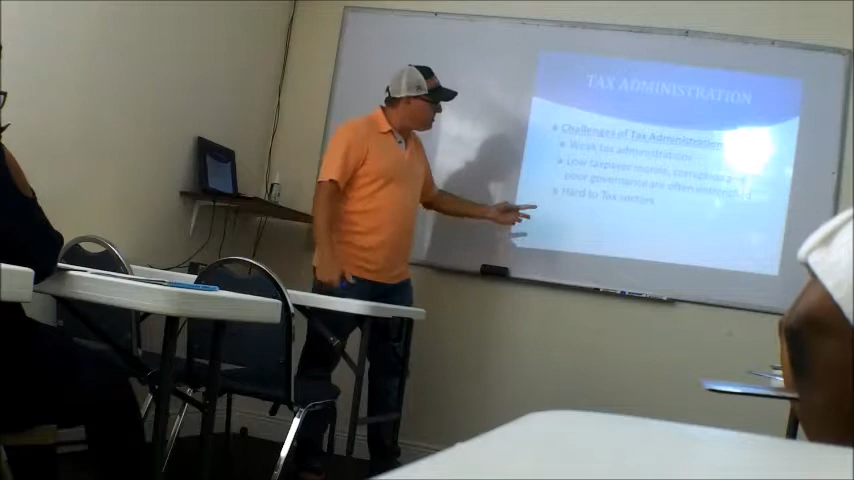 TAX ADMINISTRATION
Challenges of Tax Administration
Weak tax administrations
Low taxpayer morale, corruption and
poor governance are often entrenched
Hard to Tax sectors